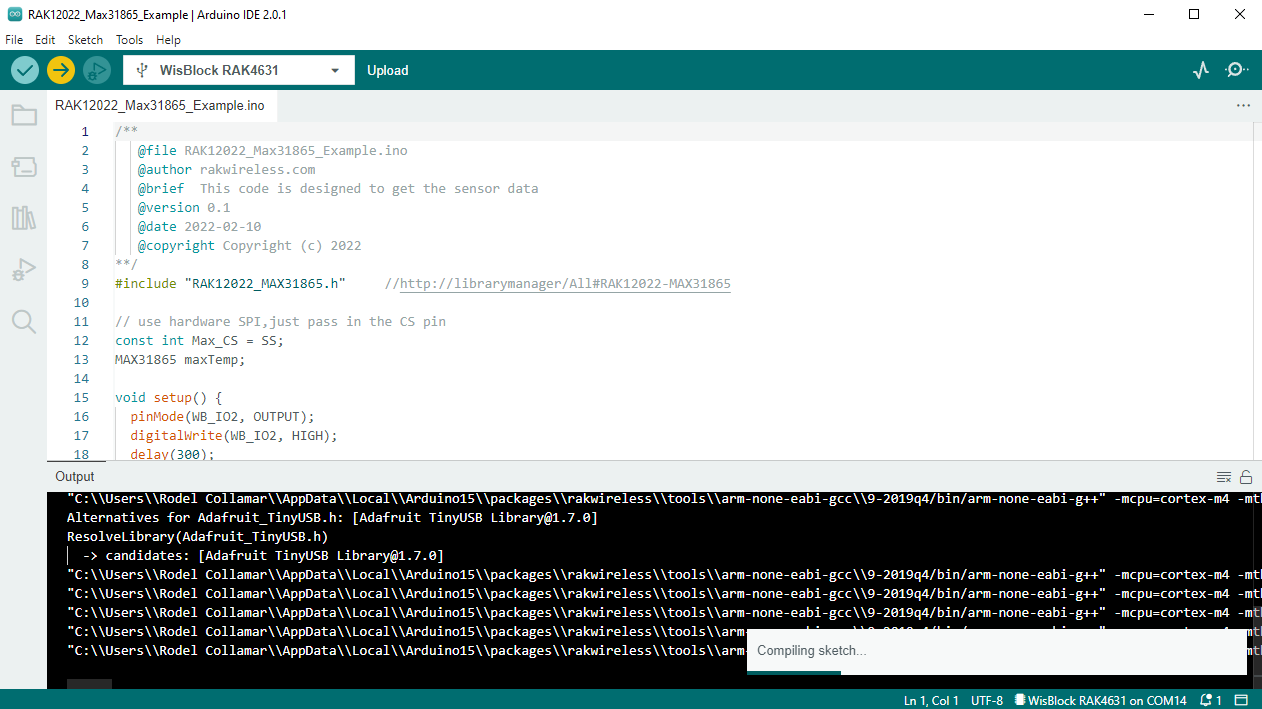 RAK12022_Max31865_Example | Arduino IDE 2.0.1
File Edit Sketch Tools Help
WisBlock RAK4631 Upload
RAK12022_Max31865_Example.ino
1 /**
2 @file RAK12022_Max31865_Example.ino
3 @author rakwireless.com
4 @brief This code is designed to get the sensor data
5 @version 0.1
6 @date 2022-02-10
7 @copyright Copyright (c) 2022
8 **/
9 #include "RAK12022_MAX31865.h" //http://librarymanager/All#RAK12022-MAX31865
10
11 // use hardware SPI,just pass in the CS pin
12 const int Max_CS = SS;
13 MAX31865 maxTemp;
14
15 void setup() {
16 pinMode(WB_IO2, OUTPUT);
17 digitalWrite(WB_IO2, HIGH);
18 delay(300);
Output
"C:\\Users\\Rodel Collamar\\AppData\\Local\\Arduino15\\packages\\rakwireless\\tools\\arm-none-eabi-gcc\\9-2019q4/bin/arm-none-eabi-g++" -mcpu=cortex-m4 -mth
Alternatives for Adafruit_TinyUSB.h: [Adafruit TinyUSB Library@1.7.0]
ResolveLibrary(Adafruit_TinyUSB.h)
-> candidates: [Adafruit TinyUSB Library@1.7.0]
"C:\\Users\\Rodel Collamar\\AppData\\Local\\Arduino15\\packages\\rakwireless\\tools\\arm-none-eabi-gcc\\9-2019q4/bin/arm-none-eabi-g++" -mcpu=cortex-m4 -mth
"C:\\Users\\Rodel Collamar\\AppData\\Local\\Arduino15\\packages\\rakwireless\\tools\\arm-none-eabi-gcc\\9-2019q4/bin/arm-none-eabi-g++" -mcpu=cortex-m4 -mth
"C:\\Users\\Rodel Collamar\\AppData\\Local\\Arduino15\\packages\\rakwireless\\tools\\arm-none-eabi-gcc\\9-2019q4/bin/arm-none-eabi-g++" -mcpu=cortex-m4 -mth
"C:\\Users\\Rodel Collamar\\AppData\\Local\\Arduino15\\packages\\rakwireless\\tools\\arm-
"C:\\Users\\Rodel Collamar\\AppData\\Local\\Arduino15\\packages\\rakwireless\\tools\\arm
Compiling sketch...
Ln 1, Col 1 UTF-8 WisBlock RAK4631 on COM14 1